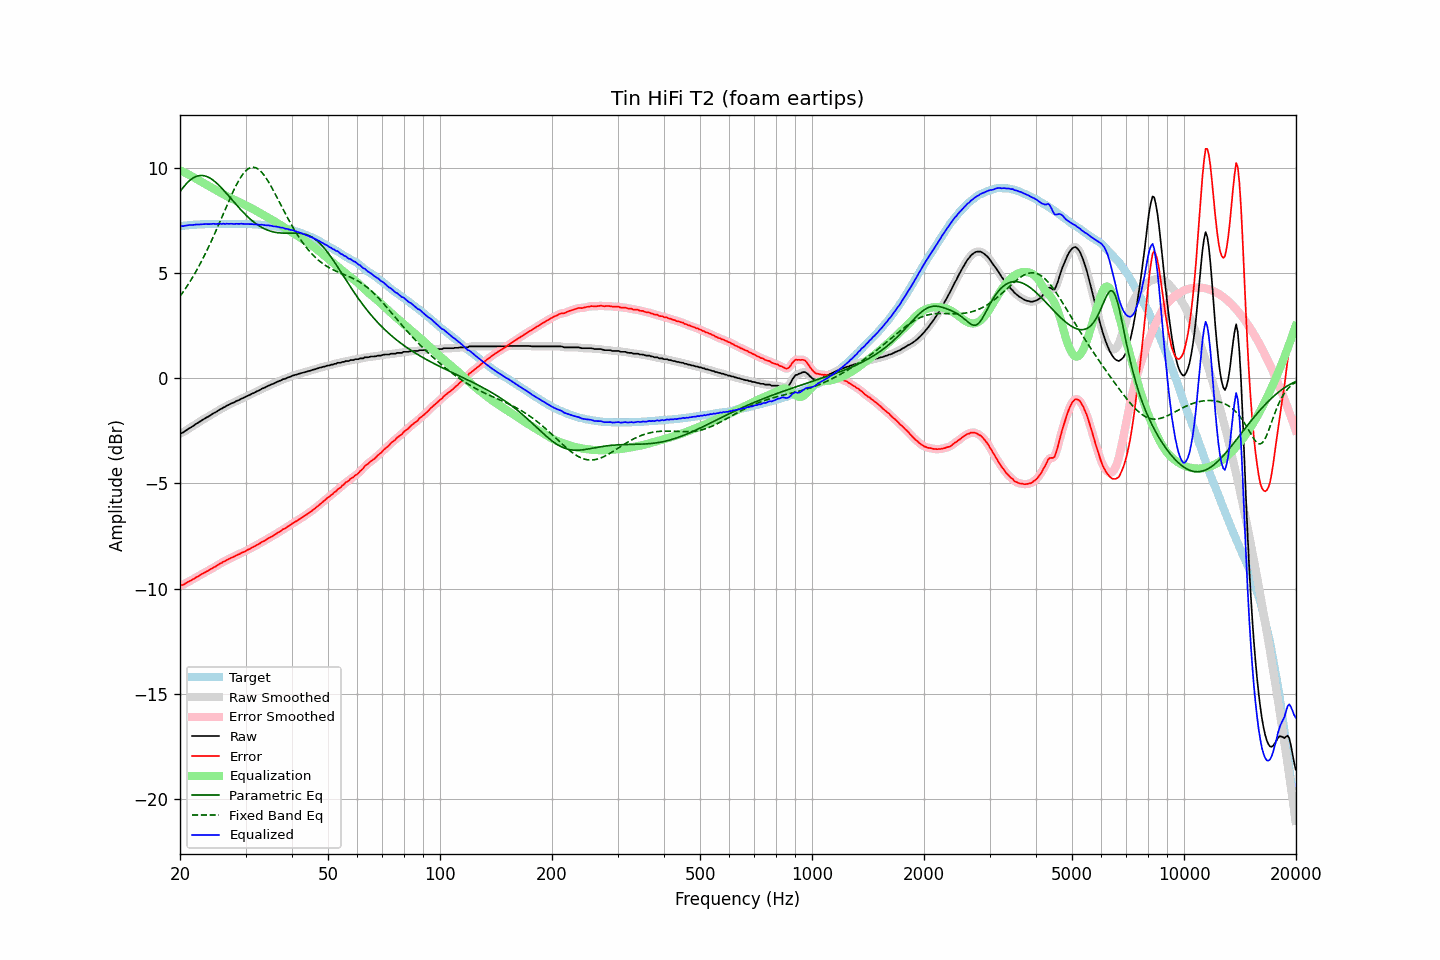 Tin HiFi T2 (foam eartips)
Amplitude (dBr)
10
5
0
−5
−10
−15
−20
Target
Raw Smoothed
Error Smoothed
Raw
Error
Equalization
Parametric Eq
Fixed Band Eq
Equalized
20 50 100 200 500 1000 2000 5000 10000 20000
Frequency (Hz)